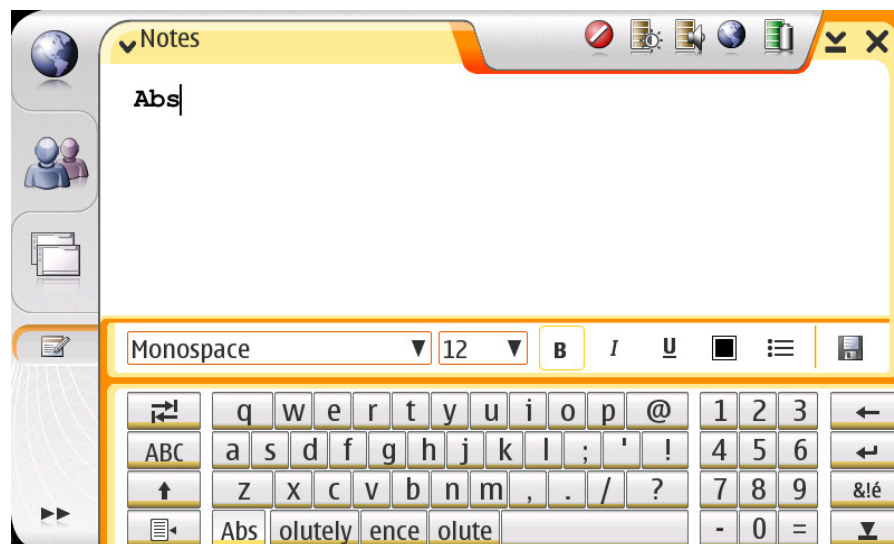 Notes
Abs
Monospace 12 B I U
q w e r t y u i o p @ 1 2 3
ABC a s d f g h j k l ; ' ! 4 5 6
z x c v b n m , . / ? 7 8 9 &!é
Abs olutely ence olute - 0 =